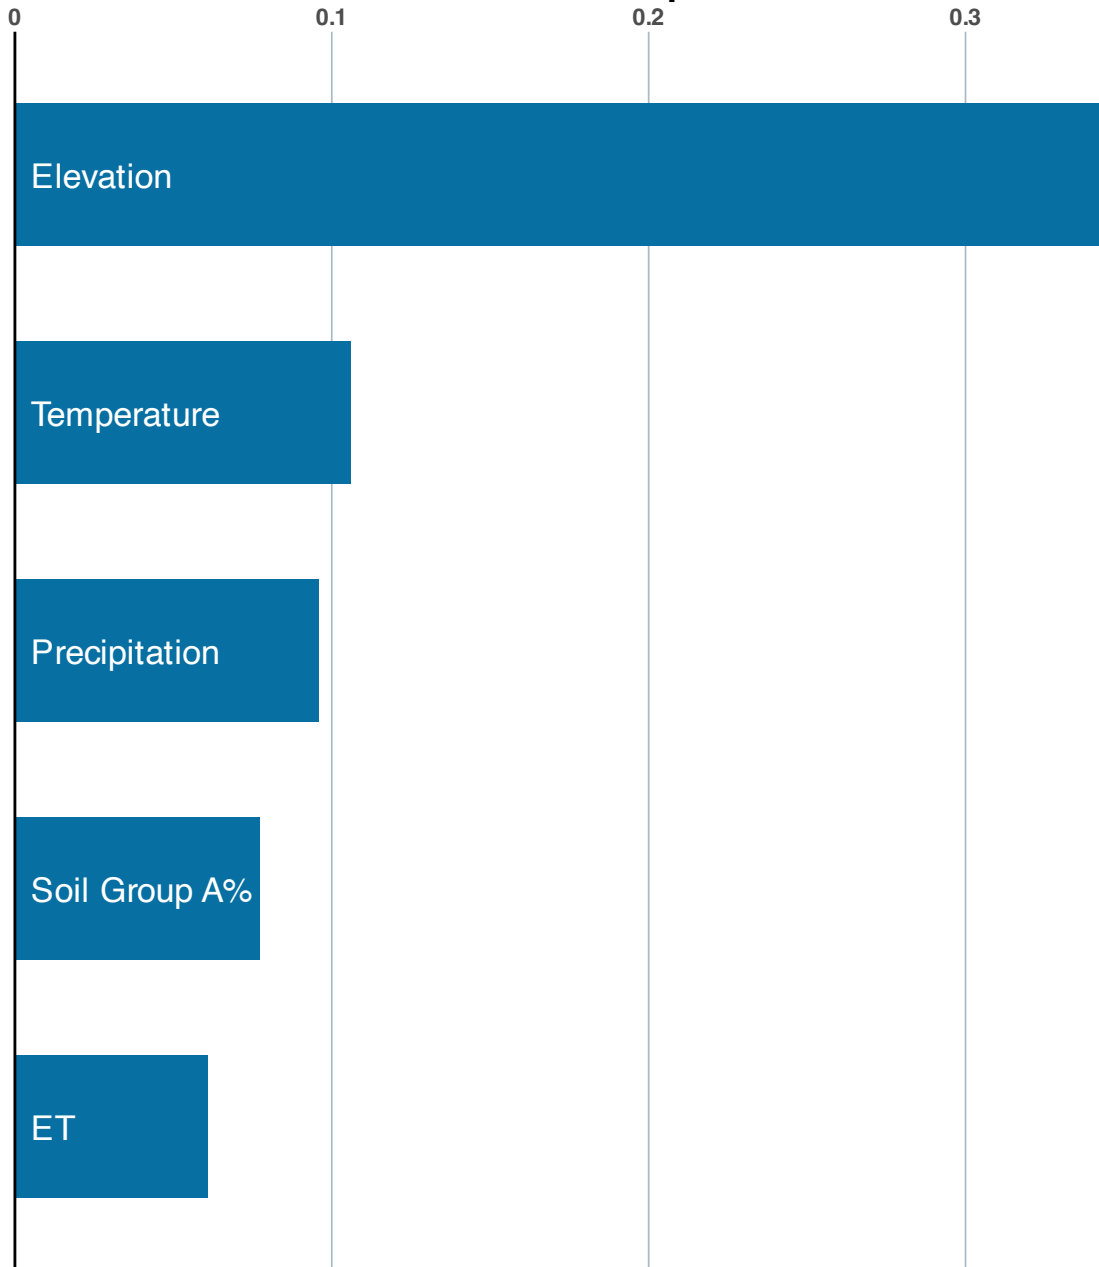 0 0.1 0.2 0.3
Elevation
Temperature
Precipitation
Soil Group A%
ET